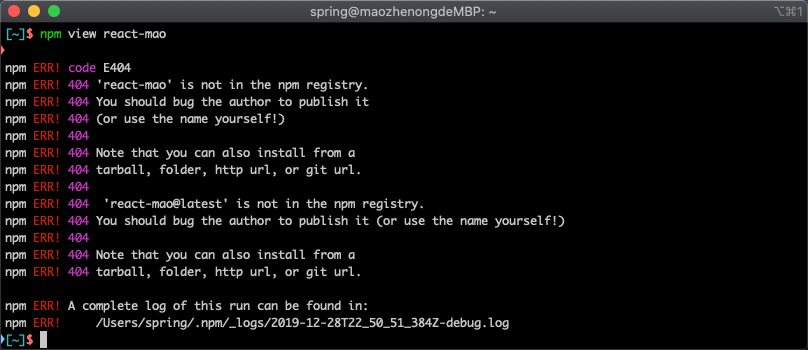 spring@maozhenongdeMBP: ~
⌥⌘1
[~]$ npm view react-mao
npm ERR! code E404
npm ERR! 404 'react-mao' is not in the npm registry.
npm ERR! 404 You should bug the author to publish it
npm ERR! 404 (or use the name yourself!)
npm ERR! 404
npm ERR! 404 Note that you can also install from a
npm ERR! 404 tarball, folder, http url, or git url.
npm ERR! 404
npm ERR! 404  'react-mao@latest' is not in the npm registry.
npm ERR! 404 You should bug the author to publish it (or use the name yourself!)
npm ERR! 404
npm ERR! 404 Note that you can also install from a
npm ERR! 404 tarball, folder, http url, or git url.
npm ERR! A complete log of this run can be found in:
npm ERR!     /Users/spring/.npm/_logs/2019-12-28T22_50_51_384Z-debug.log
[~]$